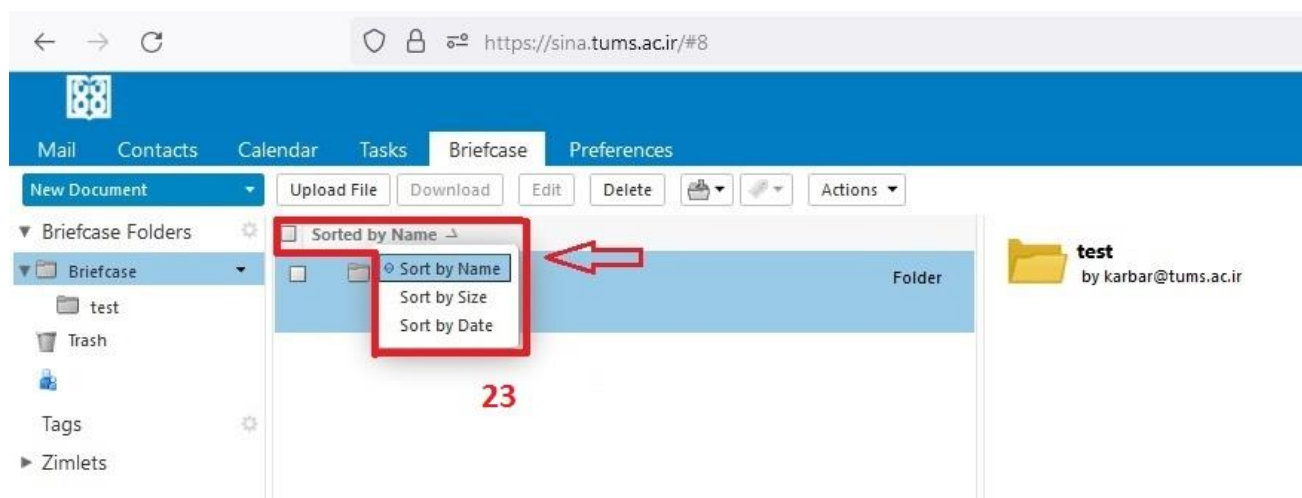 https://sina.tums.ac.ir/#8
Mail Contacts Calendar Tasks Briefcase Preferences
New Document Upload File Download Edit Delete Actions
Briefcase Folders
Sorted by Name
Briefcase
Sort by Name
Folder
test
by karbar@tums.ac.ir
test
Sort by Size
Trash
Sort by Date
23
Tags
Zimlets